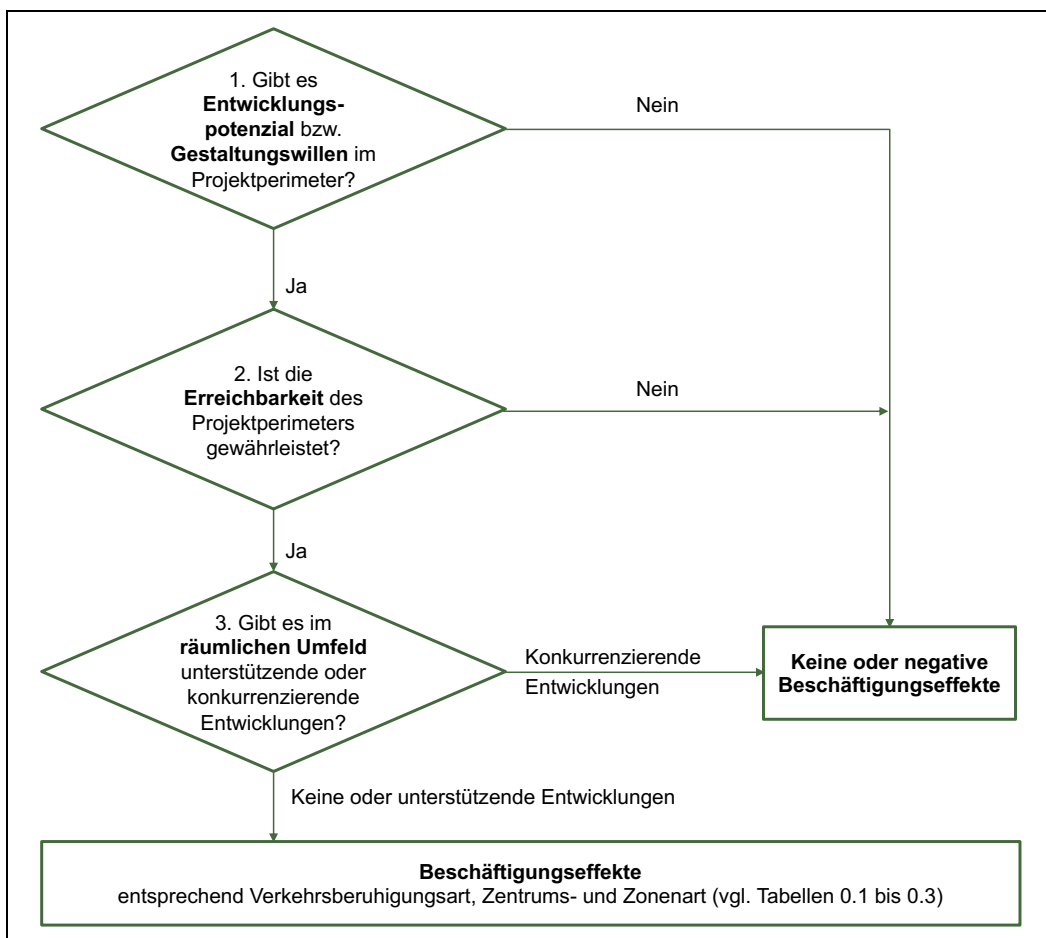 1. Gibt es
Entwicklungs-
potenzial bzw.
Gestaltungswillen im
Projektperimeter?
Nein
Ja
2. Ist die
Erreichbarkeit des
Projektperimeters
gewährleistet?
Nein
Ja
3. Gibt es im
räumlichen Umfeld
unterstützende oder
konkurrenzierende
Entwicklungen?
Konkurrenzierende
Entwicklungen
Keine oder negative
Beschäftigungseffekte
Keine oder unterstützende Entwicklungen
Beschäftigungseffekte
entsprechend Verkehrsberuhigungsart, Zentrums- und Zonenart (vgl. Tabellen 0.1 bis 0.3)